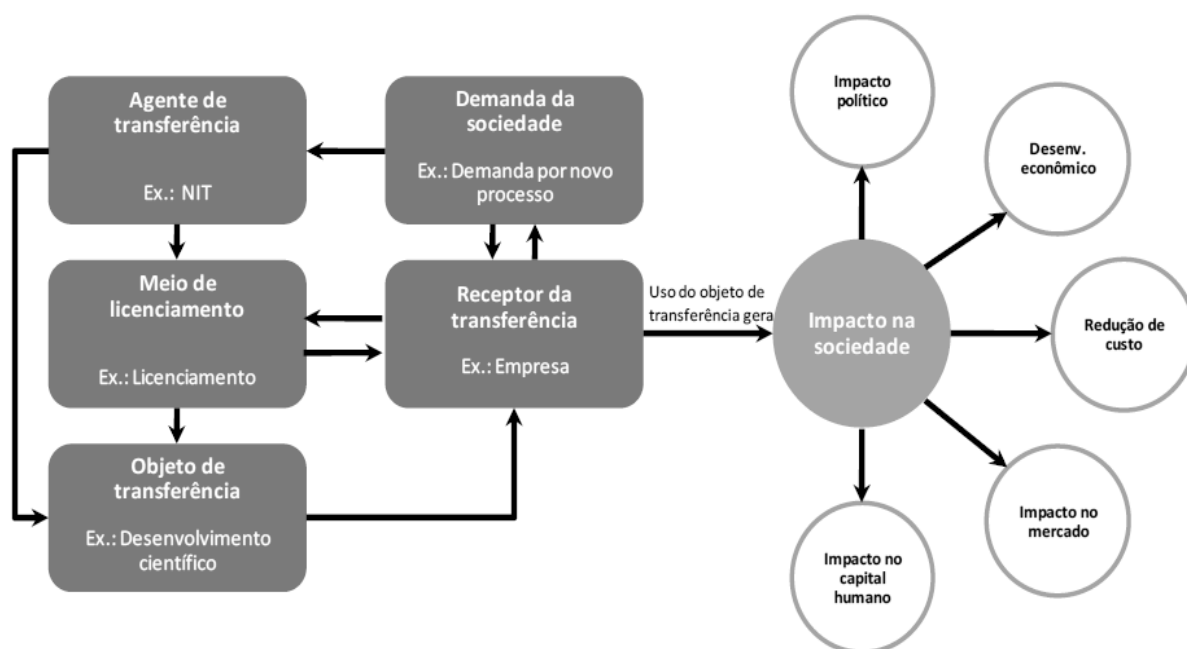 Agente de
transferência
Ex.: NIT
Demanda da
sociedade
Ex.: Demanda por novo
processo
Meio de
licenciamento
Ex.: Licenciamento
Receptor da
transferência
Ex.: Empresa
Objeto de
transferência
Ex.: Desenvolvimento
científico
Uso do objeto de
transferência gera
Impacto na
sociedade
Impacto
político
Desenv.
econômico
Redução de
custo
Impacto no
mercado
Impacto no
capital
humano